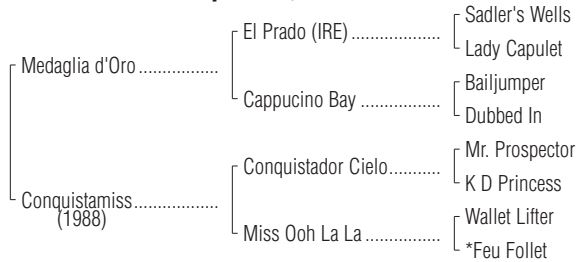 Sadler's Wells
El Prado (IRE) ...................
Lady Capulet
Medaglia d'Oro .................
Bailjumper
Cappucino Bay .................
Dubbed In
Mr. Prospector
Conquistador Cielo...........
K D Princess
Conquistamiss..................
(1988)
Wallet Lifter
Miss Ooh La La ................
*Feu Follet